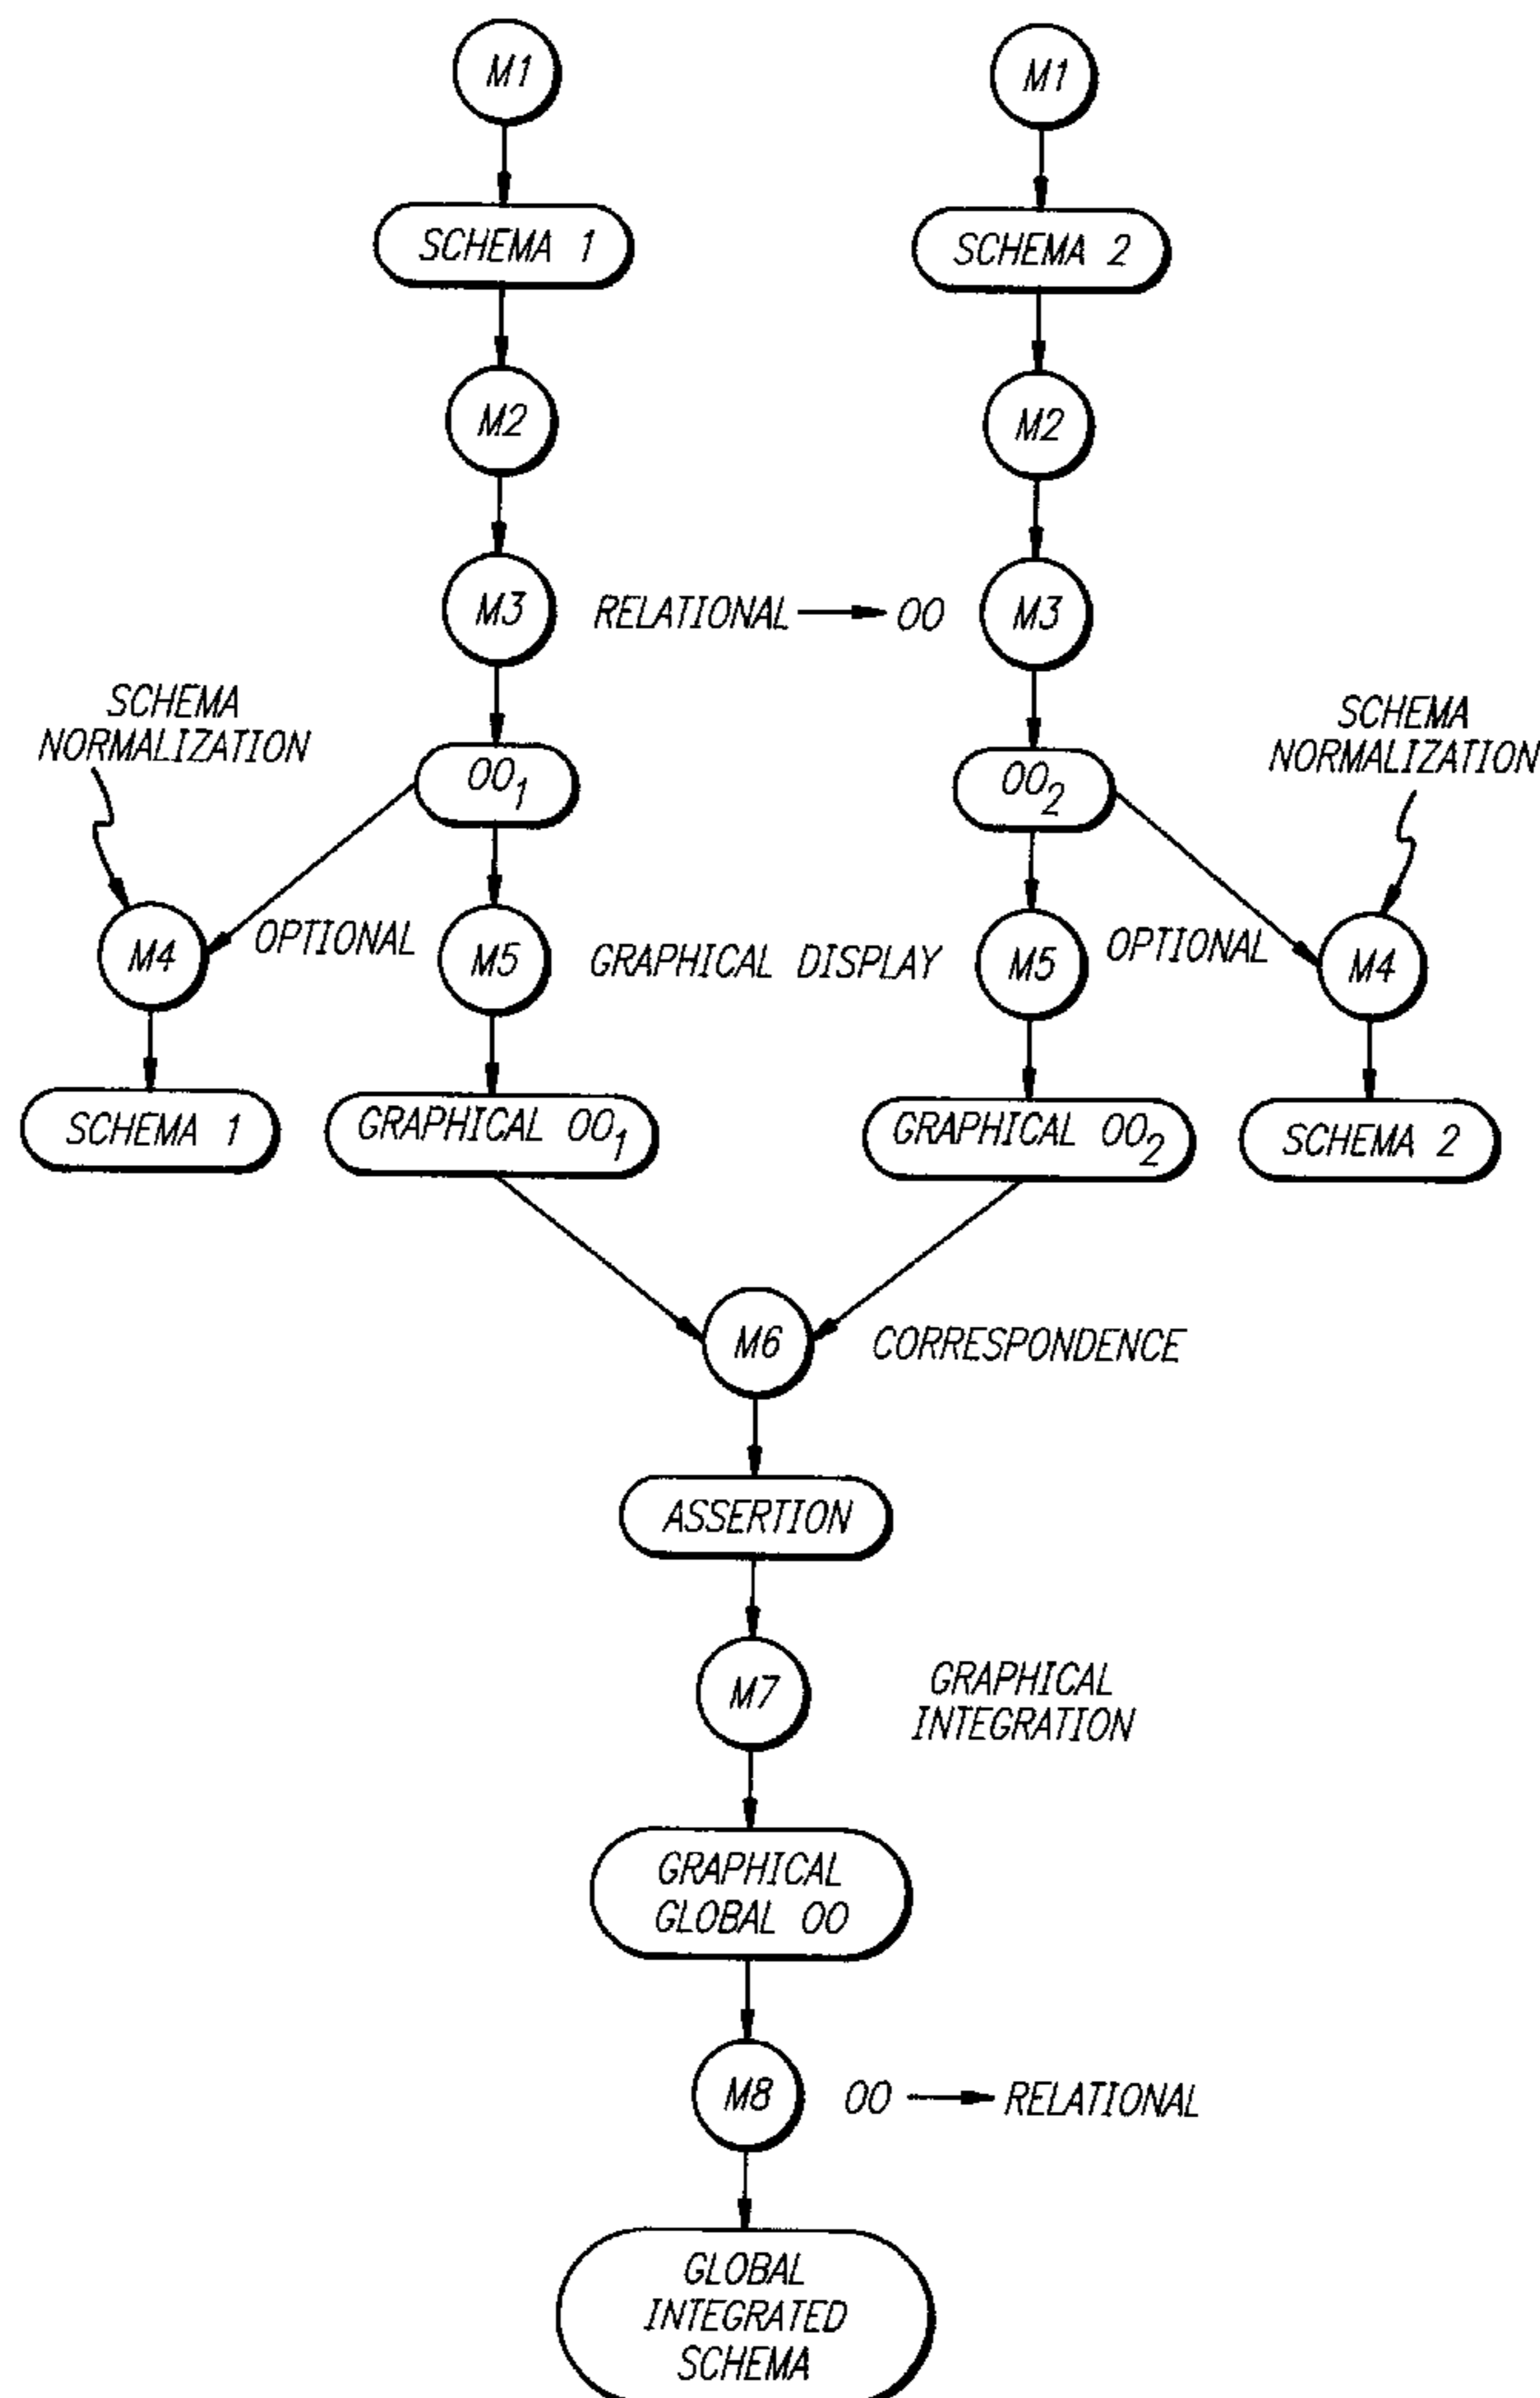 M1
M1
SCHEMA 1
SCHEMA 2
M2
M2
M3
RELATIONAL → OO
M3
SCHEMA
NORMALIZATION
OO1
OO2
SCHEMA
NORMALIZATION
M4
OPTIONAL
M5
GRAPHICAL DISPLAY
M5
OPTIONAL
M4
SCHEMA 1
GRAPHICAL OO1
GRAPHICAL OO2
SCHEMA 2
M6
CORRESPONDENCE
ASSERTION
M7
GRAPHICAL
INTEGRATION
GRAPHICAL
GLOBAL OO
M8
OO → RELATIONAL
GLOBAL
INTEGRATED
SCHEMA